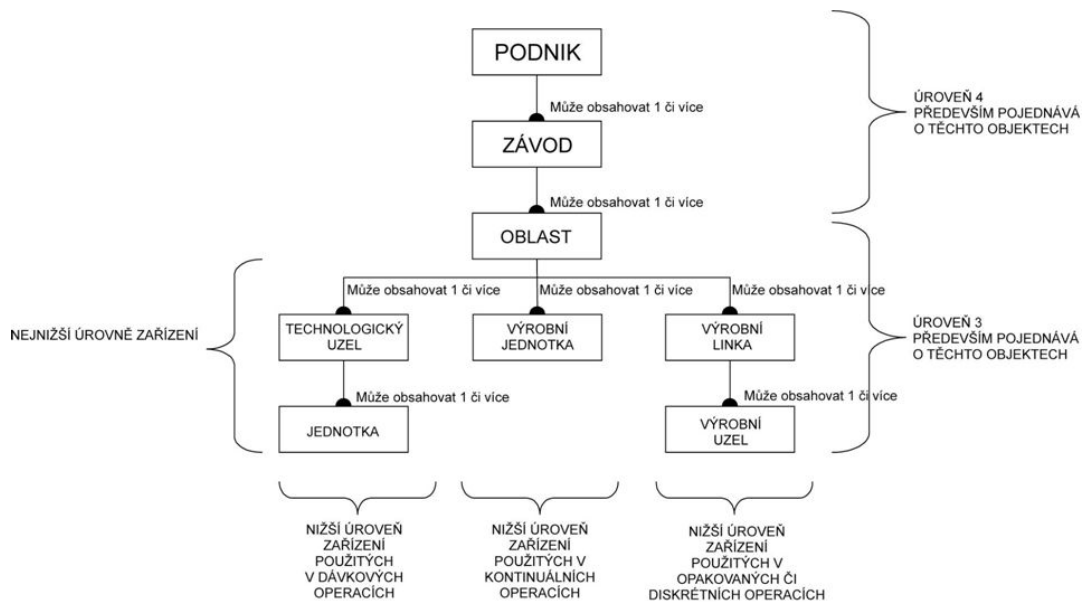 PODNIK
Může obsahovat 1 či více
ÚROVEŇ 4
PŘEDEVŠÍM POJEDNÁVÁ
O TĚCHTO OBJEKTECH
ZÁVOD
Může obsahovat 1 či více
OBLAST
Může obsahovat 1 či více
Může obsahovat 1 či více
Může obsahovat 1 či více
NEJNIŽŠÍ ÚROVNĚ ZAŘÍZENÍ
TECHNOLOGICKÝ
UZEL
VÝROBNÍ
JEDNOTKA
VÝROBNÍ
LINKA
ÚROVEŇ 3
PŘEDEVŠÍM POJEDNÁVÁ
O TĚCHTO OBJEKTECH
Může obsahovat 1 či více
Může obsahovat 1 či více
JEDNOTKA
VÝROBNÍ
UZEL
NIŽŠÍ ÚROVEŇ
ZAŘÍZENÍ
POUŽITÝCH
V DÁVKOVÝCH
OPERACÍCH
NIŽŠÍ ÚROVEŇ
ZAŘÍZENÍ
POUŽITÝCH V
KONTINUÁLNÍCH
OPERACÍCH
NIŽŠÍ ÚROVEŇ
ZAŘÍZENÍ
POUŽITÝCH V
OPAKOVANÝCH ČI
DISKRÉTNÍCH OPERACÍCH